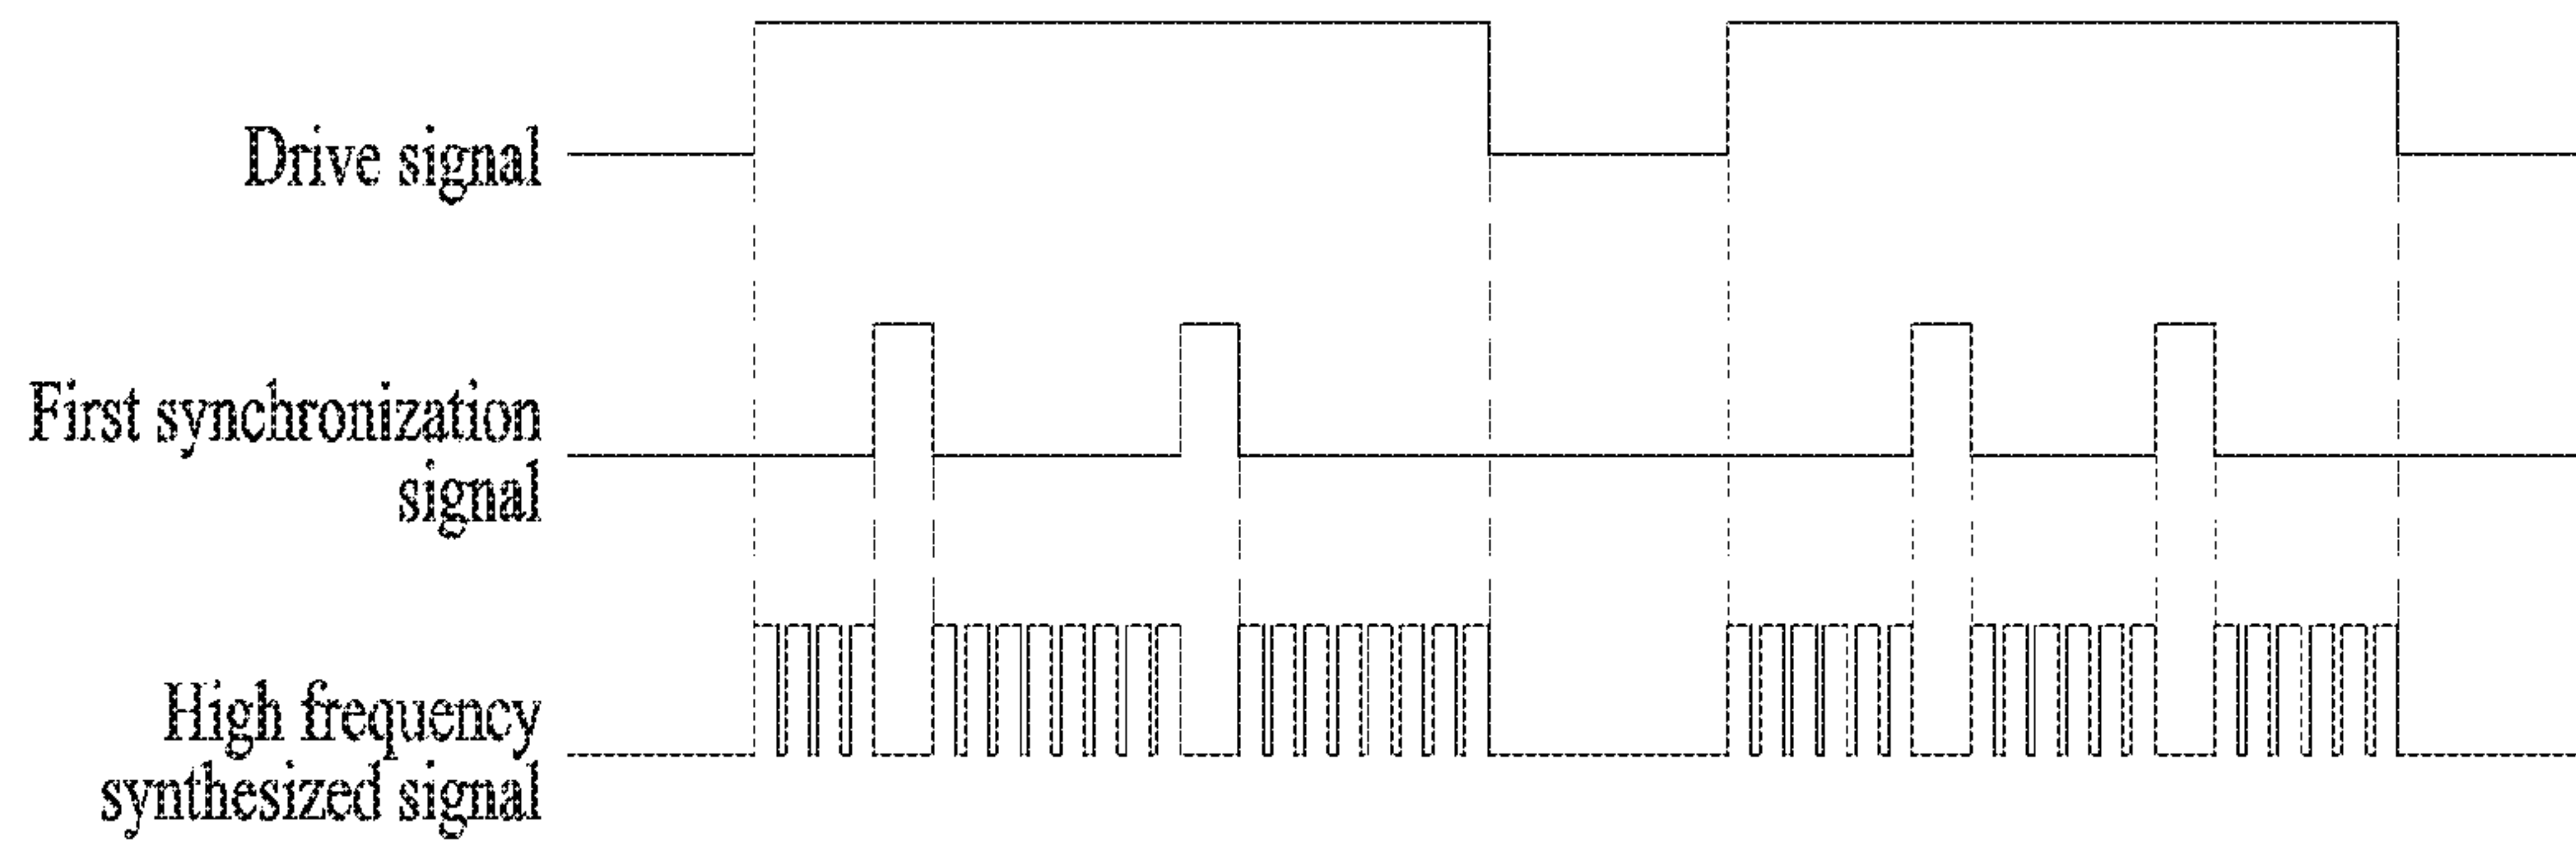 Drive signal
First synchronization
signal
High frequency
synthesized signal